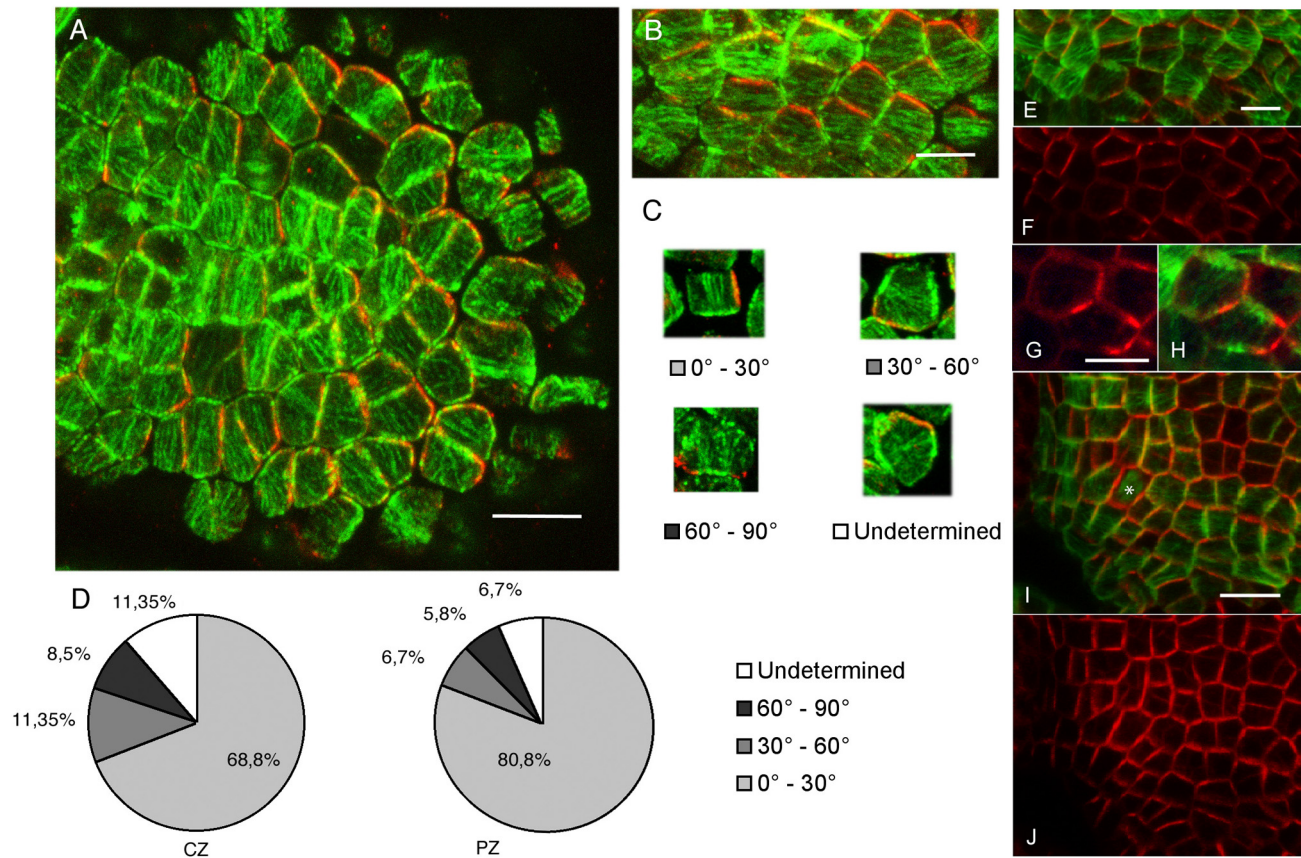 A
B
C
0° - 30°
30° - 60°
60° - 90°
Undetermined
D
11,35%
8,5%
11,35%
68,8%
CZ
6,7%
5,8%
6,7%
80,8%
PZ
Undetermined
60° - 90°
30° - 60°
0° - 30°
E
F
G
H
*
I
J